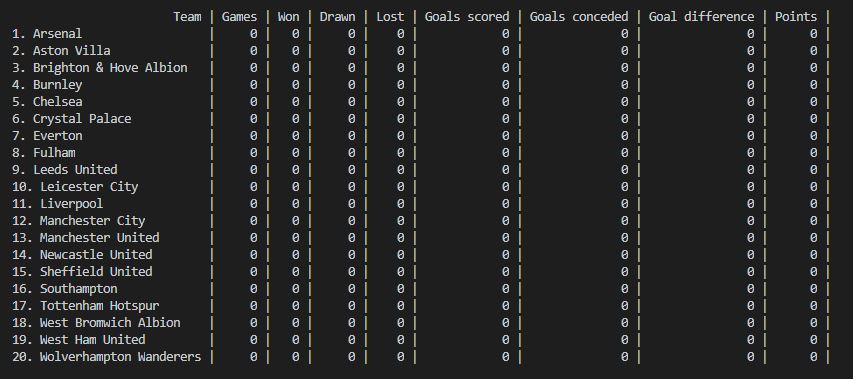 Team | Games | Won | Drawn | Lost | Goals scored | Goals conceded | Goal difference | Points |
1. Arsenal | 0 | 0 | 0 | 0 | 0 | 0 | 0 | 0 |
2. Aston Villa | 0 | 0 | 0 | 0 | 0 | 0 | 0 | 0 |
3. Brighton & Hove Albion | 0 | 0 | 0 | 0 | 0 | 0 | 0 | 0 |
4. Burnley | 0 | 0 | 0 | 0 | 0 | 0 | 0 | 0 |
5. Chelsea | 0 | 0 | 0 | 0 | 0 | 0 | 0 | 0 |
6. Crystal Palace | 0 | 0 | 0 | 0 | 0 | 0 | 0 | 0 |
7. Everton | 0 | 0 | 0 | 0 | 0 | 0 | 0 | 0 |
8. Fulham | 0 | 0 | 0 | 0 | 0 | 0 | 0 | 0 |
9. Leeds United | 0 | 0 | 0 | 0 | 0 | 0 | 0 | 0 |
10. Leicester City | 0 | 0 | 0 | 0 | 0 | 0 | 0 | 0 |
11. Liverpool | 0 | 0 | 0 | 0 | 0 | 0 | 0 | 0 |
12. Manchester City | 0 | 0 | 0 | 0 | 0 | 0 | 0 | 0 |
13. Manchester United | 0 | 0 | 0 | 0 | 0 | 0 | 0 | 0 |
14. Newcastle United | 0 | 0 | 0 | 0 | 0 | 0 | 0 | 0 |
15. Sheffield United | 0 | 0 | 0 | 0 | 0 | 0 | 0 | 0 |
16. Southampton | 0 | 0 | 0 | 0 | 0 | 0 | 0 | 0 |
17. Tottenham Hotspur | 0 | 0 | 0 | 0 | 0 | 0 | 0 | 0 |
18. West Bromwich Albion | 0 | 0 | 0 | 0 | 0 | 0 | 0 | 0 |
19. West Ham United | 0 | 0 | 0 | 0 | 0 | 0 | 0 | 0 |
20. Wolverhampton Wanderers | 0 | 0 | 0 | 0 | 0 | 0 | 0 | 0 |